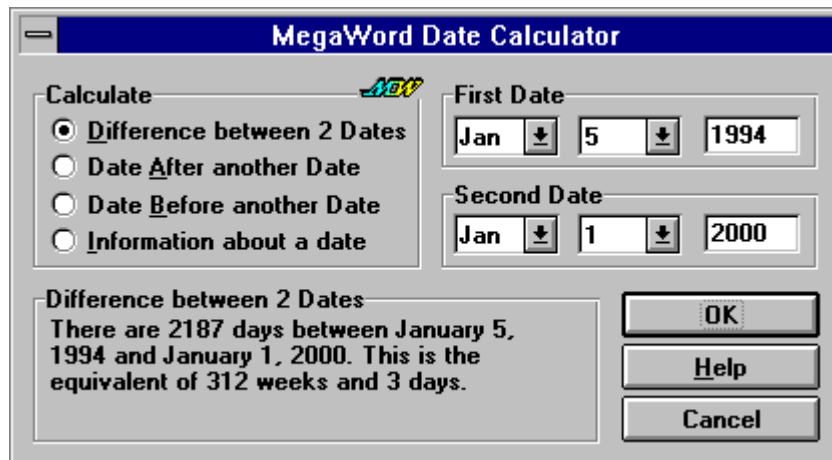 MegaWord Date Calculator
Calculate
MDW
Difference between 2 Dates
Date After another Date
Date Before another Date
Information about a date
First Date
Jan 5 1994
Second Date
Jan 1 2000
Difference between 2 Dates
There are 2187 days between January 5,
1994 and January 1, 2000. This is the
equivalent of 312 weeks and 3 days.
OK
Help
Cancel